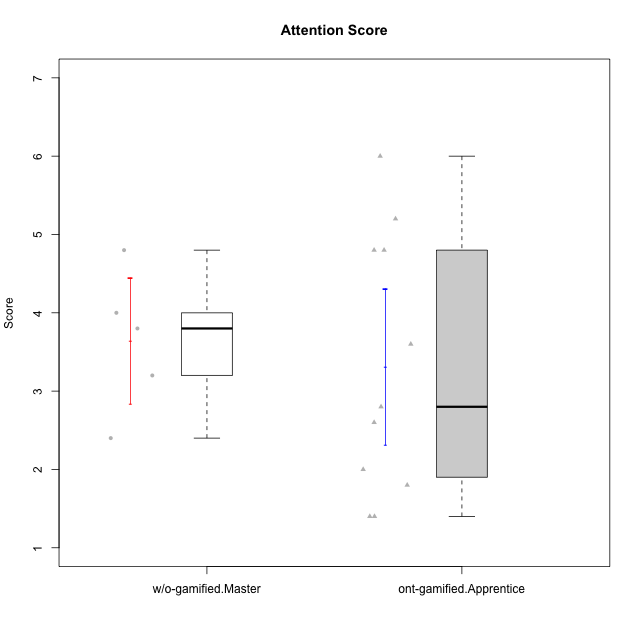 Attention Score
7
6
5
4
3
2
1
Score
w/o-gamified.Master
ont-gamified.Apprentice